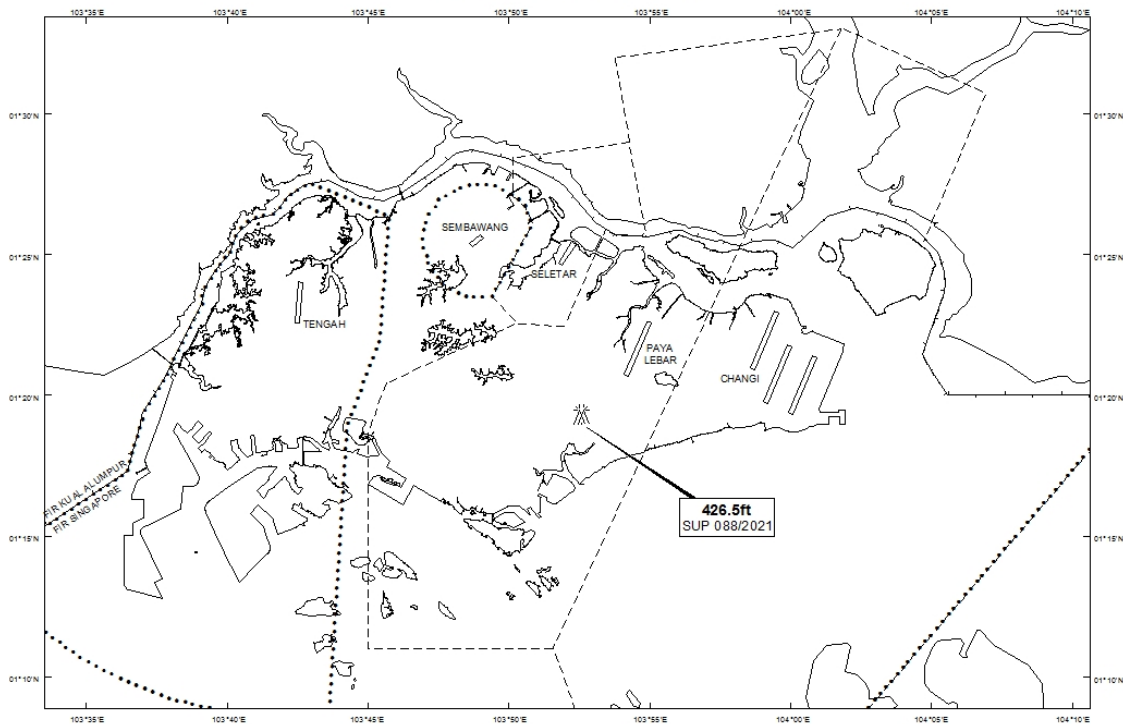 103°35'E 103°40'E 103°45'E 103°50'E 103°55'E 104°00'E 104°05'E 104°10'E
01°30'N 01°30'N
SEMBAWANG
01°25'N 01°25'N
SELETAR
TENGAH
PAYA
LEBAR
CHANGI
01°20'N 01°20'N
FIR KUALA LUMPUR
FIR SINGAPORE
426.5ft
SUP 088/2021
01°15'N 01°15'N
01°10'N 01°10'N
103°35'E 103°40'E 103°45'E 103°50'E 103°55'E 104°00'E 104°05'E 104°10'E